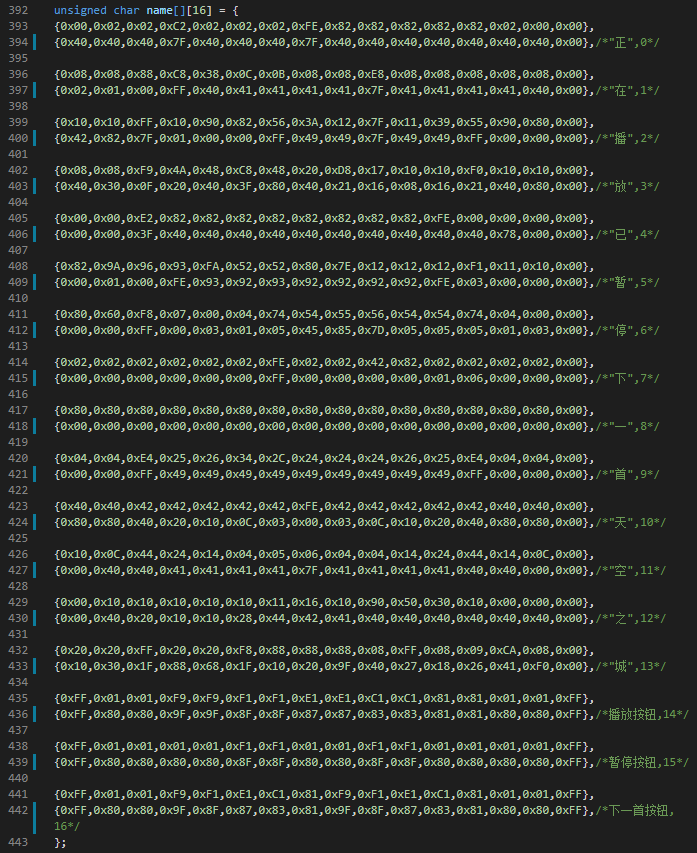 392 unsigned char name[][16] = {
393 {0x00,0x02,0x02,0xC2,0x02,0x02,0x02,0xFE,0x82,0x82,0x82,0x82,0x82,0x02,0x00,0x00},
394 {0x40,0x40,0x40,0x7F,0x40,0x40,0x40,0x7F,0x40,0x40,0x40,0x40,0x40,0x40,0x40,0x00},/*"正",0*/
395
396 {0x08,0x08,0x88,0xC8,0x38,0x0C,0x0B,0x08,0x08,0xE8,0x08,0x08,0x08,0x08,0x08,0x00},
397 {0x02,0x01,0x00,0xFF,0x40,0x41,0x41,0x41,0x41,0x7F,0x41,0x41,0x41,0x41,0x40,0x00},/*"在",1*/
398
399 {0x10,0x10,0xFF,0x10,0x90,0x82,0x56,0x3A,0x12,0x7F,0x11,0x39,0x55,0x90,0x80,0x00},
400 {0x42,0x82,0x7F,0x01,0x00,0x00,0xFF,0x49,0x49,0x7F,0x49,0x49,0xFF,0x00,0x00,0x00},/*"播",2*/
401
402 {0x08,0x08,0xF9,0x4A,0x48,0xC8,0x48,0x20,0xD8,0x17,0x10,0x10,0xF0,0x10,0x10,0x00},
403 {0x40,0x30,0x0F,0x20,0x40,0x3F,0x80,0x40,0x21,0x16,0x08,0x16,0x21,0x40,0x80,0x00},/*"放",3*/
404
405 {0x00,0x00,0xE2,0x82,0x82,0x82,0x82,0x82,0x82,0x82,0x82,0xFE,0x00,0x00,0x00,0x00},
406 {0x00,0x00,0x3F,0x40,0x40,0x40,0x40,0x40,0x40,0x40,0x40,0x40,0x40,0x78,0x00,0x00},/*"已",4*/
407
408 {0x82,0x9A,0x96,0x93,0xFA,0x52,0x52,0x80,0x7E,0x12,0x12,0x12,0xF1,0x11,0x10,0x00},
409 {0x00,0x01,0x00,0xFE,0x93,0x92,0x93,0x92,0x92,0x92,0x92,0xFE,0x03,0x00,0x00,0x00},/*"暂",5*/
410
411 {0x80,0x60,0xF8,0x07,0x00,0x04,0x74,0x54,0x55,0x56,0x54,0x54,0x74,0x04,0x00,0x00},
412 {0x00,0x00,0xFF,0x00,0x03,0x01,0x05,0x45,0x85,0x7D,0x05,0x05,0x05,0x01,0x03,0x00},/*"停",6*/
413
414 {0x02,0x02,0x02,0x02,0x02,0x02,0xFE,0x02,0x02,0x42,0x82,0x02,0x02,0x02,0x02,0x00},
415 {0x00,0x00,0x00,0x00,0x00,0x00,0xFF,0x00,0x00,0x00,0x00,0x01,0x06,0x00,0x00,0x00},/*"下",7*/
416
417 {0x80,0x80,0x80,0x80,0x80,0x80,0x80,0x80,0x80,0x80,0x80,0x80,0x80,0x80,0x80,0x00},
418 {0x00,0x00,0x00,0x00,0x00,0x00,0x00,0x00,0x00,0x00,0x00,0x00,0x00,0x00,0x00,0x00},/*"一",8*/
419
420 {0x04,0x04,0xE4,0x25,0x26,0x34,0x2C,0x24,0x24,0x24,0x26,0x25,0xE4,0x04,0x04,0x00},
421 {0x00,0x00,0xFF,0x49,0x49,0x49,0x49,0x49,0x49,0x49,0x49,0x49,0xFF,0x00,0x00,0x00},/*"首",9*/
422
423 {0x40,0x40,0x42,0x42,0x42,0x42,0x42,0xFE,0x42,0x42,0x42,0x42,0x42,0x40,0x40,0x00},
424 {0x80,0x80,0x40,0x20,0x10,0x0C,0x03,0x00,0x03,0x0C,0x10,0x20,0x40,0x80,0x80,0x00},/*"天",10*/
425
426 {0x10,0x0C,0x44,0x24,0x14,0x04,0x05,0x06,0x04,0x04,0x14,0x24,0x44,0x14,0x0C,0x00},
427 {0x00,0x40,0x40,0x41,0x41,0x41,0x41,0x7F,0x41,0x41,0x41,0x41,0x40,0x40,0x00,0x00},/*"空",11*/
428
429 {0x00,0x10,0x10,0x10,0x10,0x10,0x11,0x16,0x10,0x90,0x50,0x30,0x10,0x00,0x00,0x00},
430 {0x00,0x40,0x20,0x10,0x10,0x28,0x44,0x42,0x41,0x40,0x40,0x40,0x40,0x40,0x40,0x00},/*"之",12*/
431
432 {0x20,0x20,0xFF,0x20,0x20,0xF8,0x88,0x88,0x88,0x08,0xFF,0x08,0x09,0xCA,0x08,0x00},
433 {0x10,0x30,0x1F,0x88,0x68,0x1F,0x10,0x20,0x9F,0x40,0x27,0x18,0x26,0x41,0xF0,0x00},/*"城",13*/
434
435 {0xFF,0x01,0x01,0xF9,0xF9,0xF1,0xF1,0xE1,0xE1,0xC1,0xC1,0x81,0x81,0x01,0x01,0xFF},
436 {0xFF,0x80,0x80,0x9F,0x9F,0x8F,0x8F,0x87,0x87,0x83,0x83,0x81,0x81,0x80,0x80,0xFF},/*播放按钮,14*/
437
438 {0xFF,0x01,0x01,0x01,0x01,0xF1,0xF1,0x01,0x01,0xF1,0xF1,0x01,0x01,0x01,0x01,0xFF},
439 {0xFF,0x80,0x80,0x80,0x80,0x8F,0x8F,0x80,0x80,0x8F,0x8F,0x80,0x80,0x80,0x80,0xFF},/*暂停按钮,15*/
440
441 {0xFF,0x01,0x01,0xF9,0xF1,0xE1,0xC1,0x81,0xF9,0xF1,0xE1,0xC1,0x81,0x01,0x01,0xFF},
442 {0xFF,0x80,0x80,0x9F,0x8F,0x87,0x83,0x81,0x9F,0x8F,0x87,0x83,0x81,0x80,0x80,0xFF},/*下一首按钮,
16*/
443 };